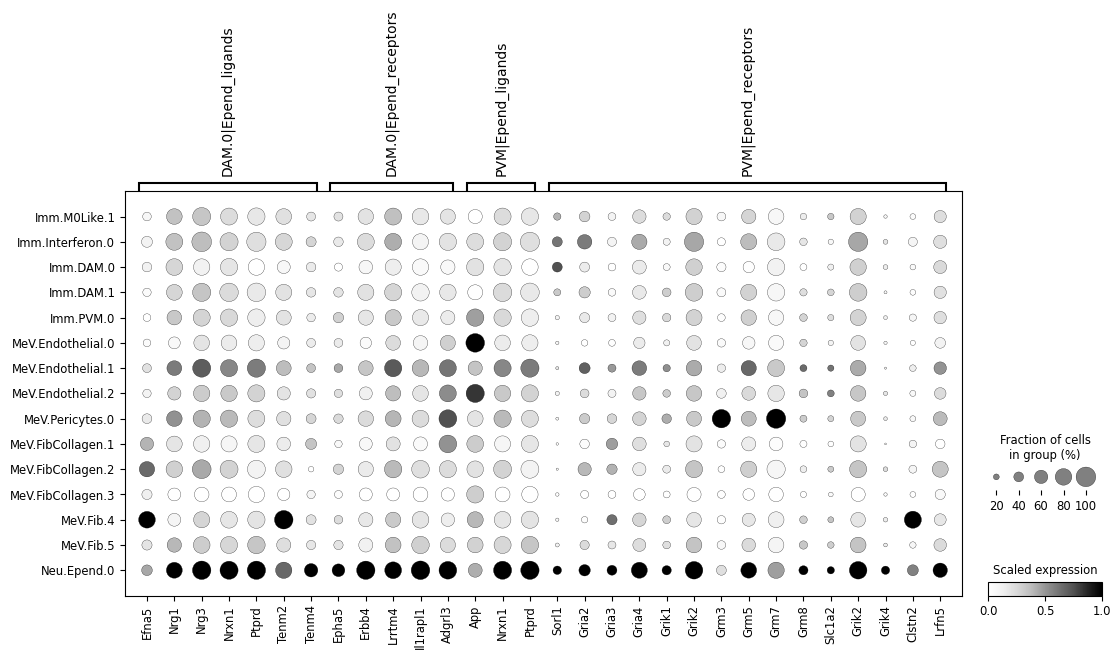 DAM.0|Epend_ligands
DAM.0|Epend_receptors
PVM|Epend_ligands
PVM|Epend_receptors
Imm.M0Like.1
Imm.Interferon.0
Imm.DAM.0
Imm.DAM.1
Imm.PVM.0
MeV.Endothelial.0
MeV.Endothelial.1
MeV.Endothelial.2
MeV.Pericytes.0
MeV.FibCollagen.1
MeV.FibCollagen.2
MeV.FibCollagen.3
MeV.Fib.4
MeV.Fib.5
Neu.Epend.0
Efna5
Nrg1
Nrg3
Nrxn1
Ptprd
Tenm2
Tenm4
Epha5
Erbb4
Lrrtm4
Il1rapl1
Adgrl3
App
Nrxn1
Ptprd
Sorl1
Gria2
Gria3
Gria4
Grik1
Grik2
Grm3
Grm5
Grm7
Grm8
Slc1a2
Grik2
Grik4
Clstn2
Lrfn5
Fraction of cells
in group (%)
20 40 60 80 100
Scaled expression
0.0 0.5 1.0